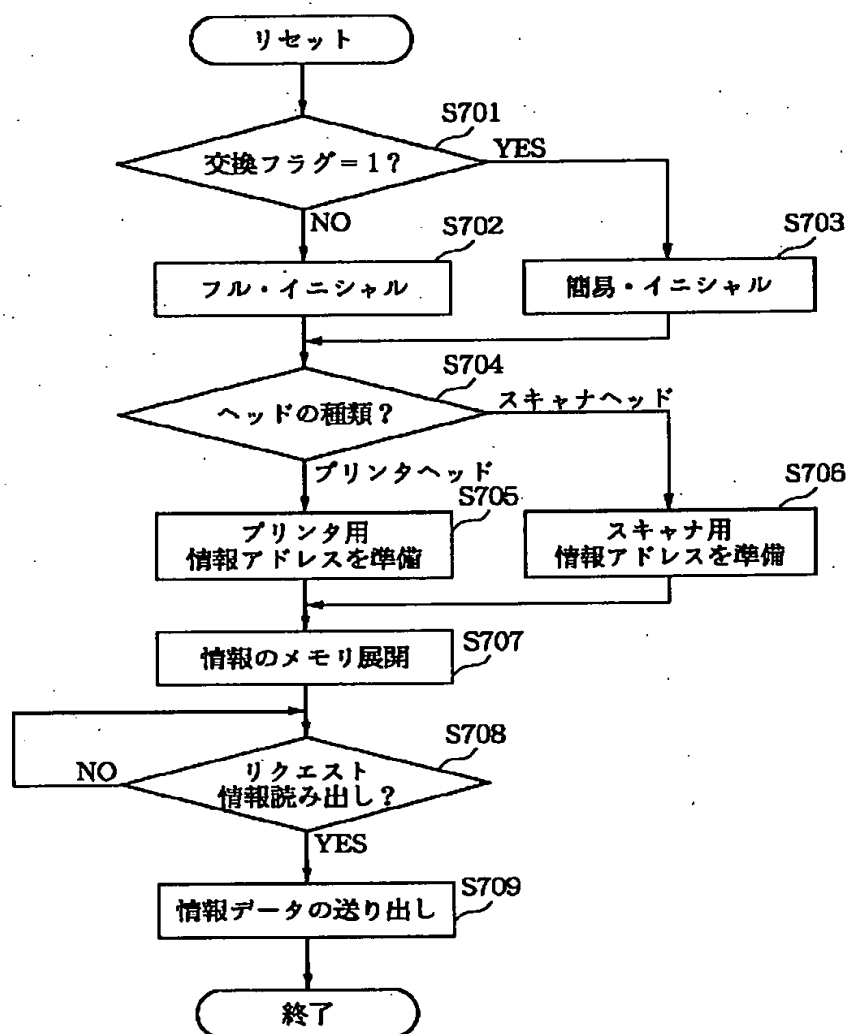 リセット
S701
交換フラグ=1?
YES
NO
S702
S703
フル・イニシャル
簡易・イニシャル
S704
ヘッドの種類?
スキャナヘッド
プリンタヘッド
S705
S706
プリンタ用
情報アドレスを準備
スキャナ用
情報アドレスを準備
S707
情報のメモリ展開
S708
NO
リクエスト
情報読み出し?
YES
S709
情報データの送り出し
終了